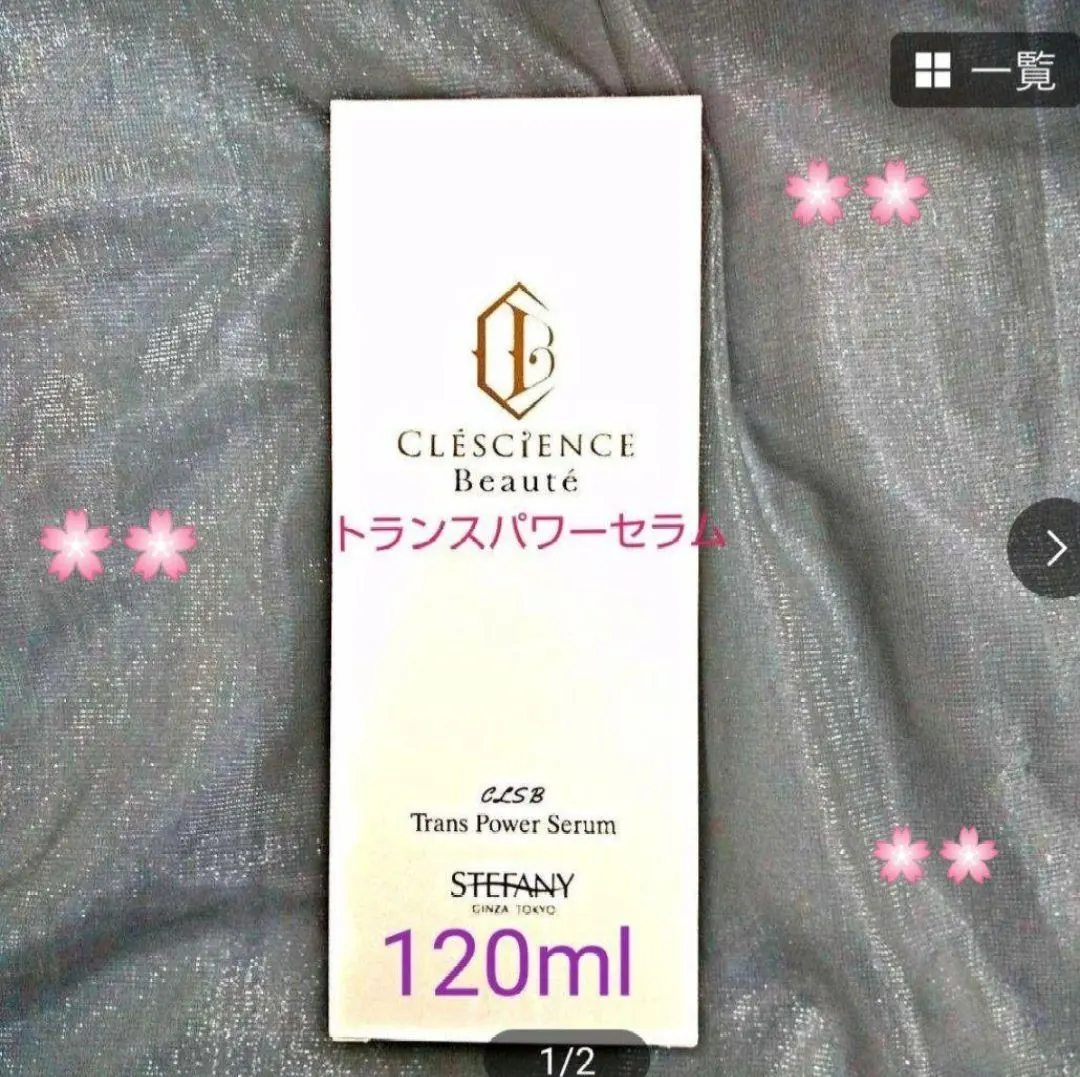 一覧
CLÉSCIENCE
Beauté
トランスパワーセラム
CLSB
Trans Power Serum
STEFANY
GINZA TOKYO
120ml
1/2